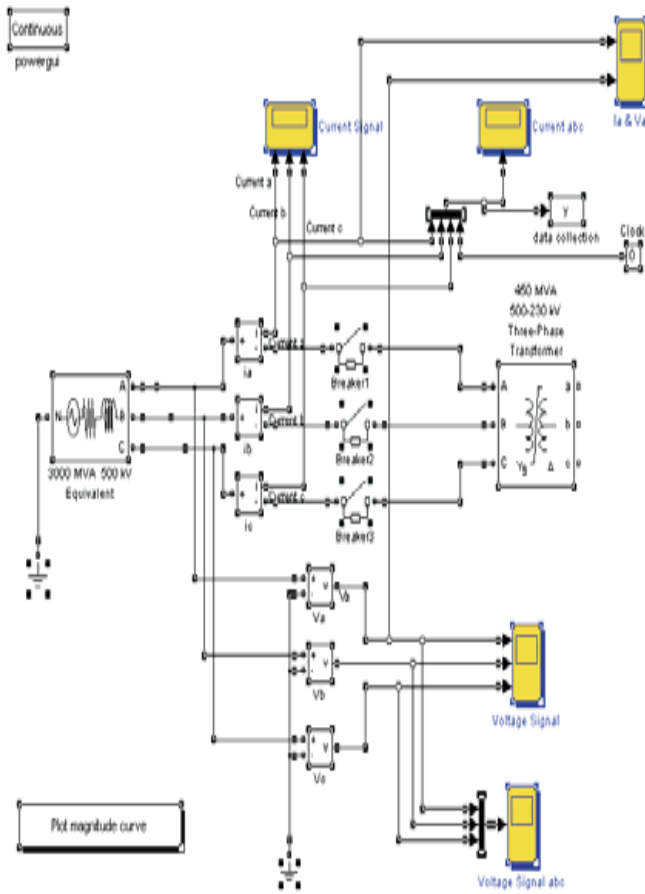 Continuous
powergui
Current Signal
Current abc
Ia & Va
Current a
Current b
Current c
y
data collection
Clock
450 MVA
500-230 kV
Three-Phase
Transformer
i
+
-
ia
Breaker1
A
B
C
a
b
c
Yg
Δ
N
A
B
C
3000 MVA 500 kV
Equivalent
i
+
-
Current b
ib
Breaker2
i
+
-
Current c
ic
Breaker3
+
-
v
Va
+
-
v
Vb
+
-
v
Vc
Voltage Signal
Plot magnitude curve
Voltage Signal abc